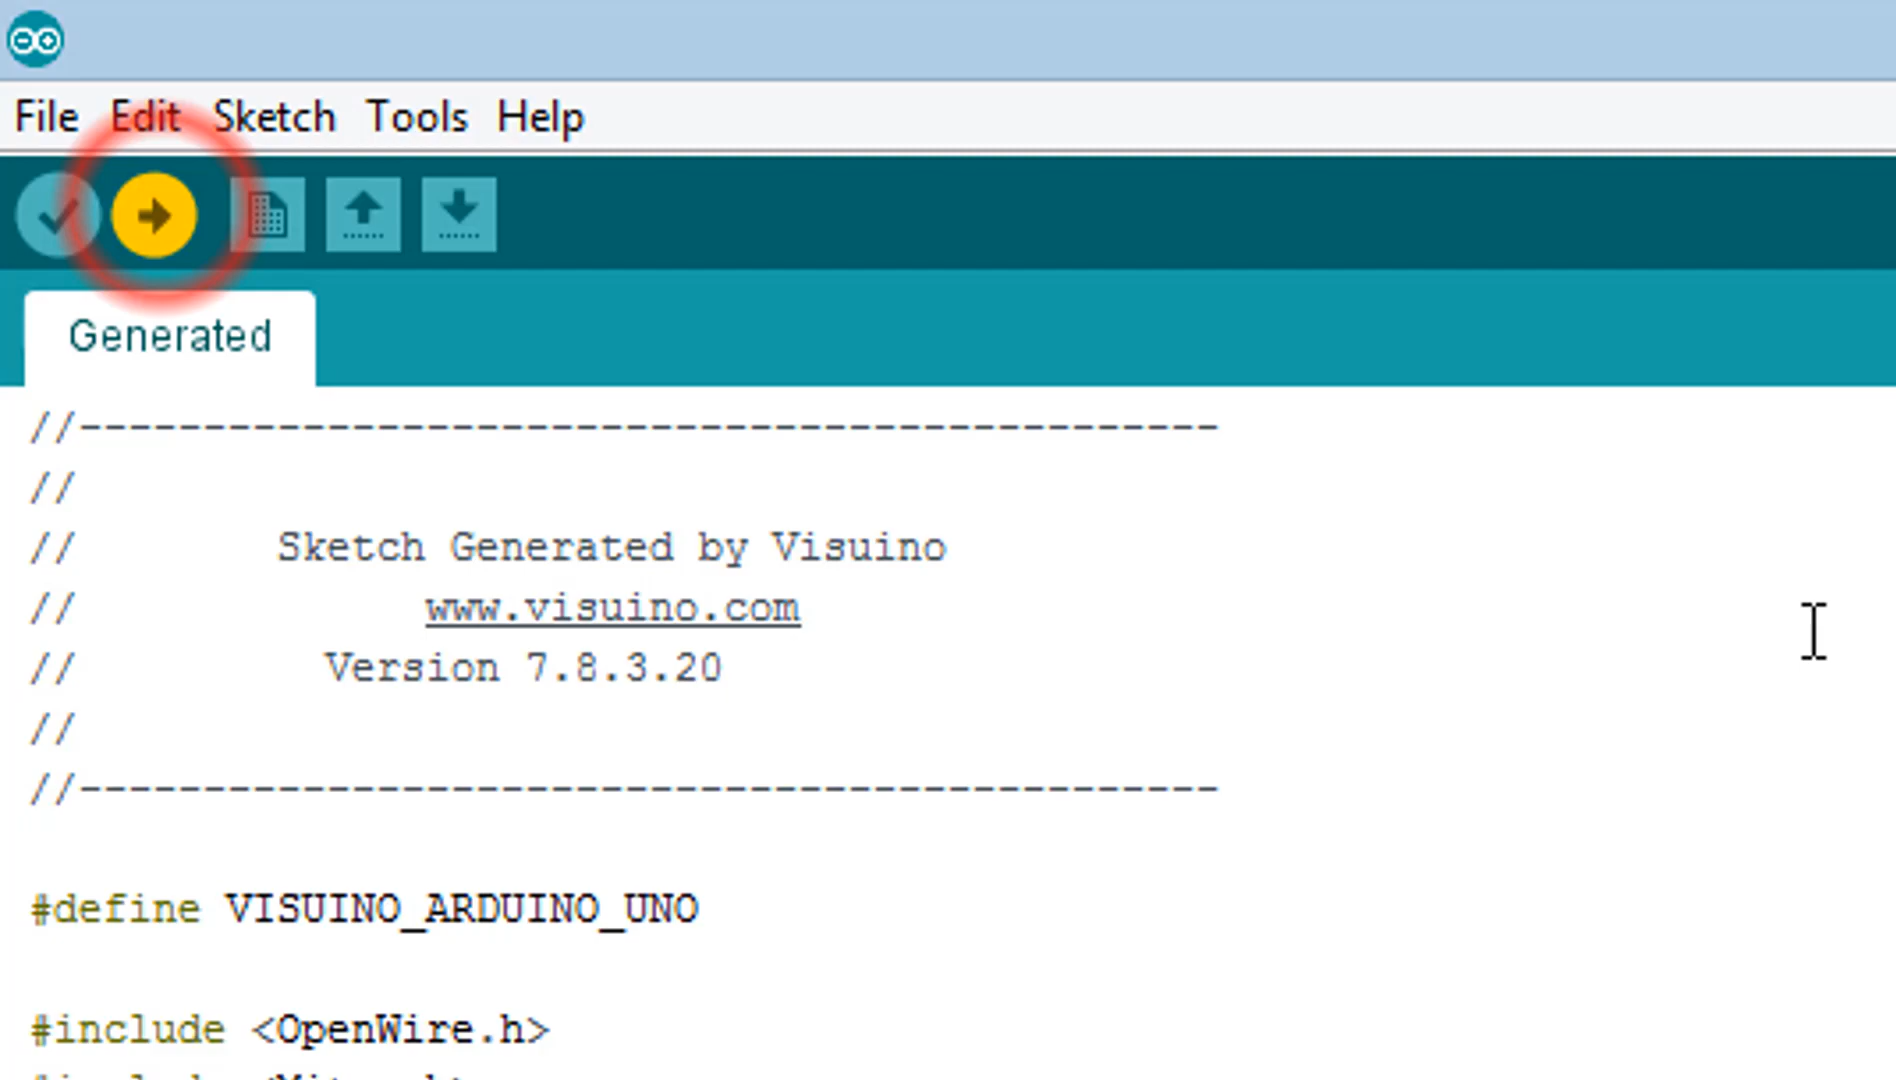 File Edit Sketch Tools Help
Generated
//----------------------------------------------
//
// Sketch Generated by Visuino
// www.visuino.com
// Version 7.8.3.20
//
//----------------------------------------------
#define VISUINO_ARDUINO_UNO
#include <OpenWire.h>